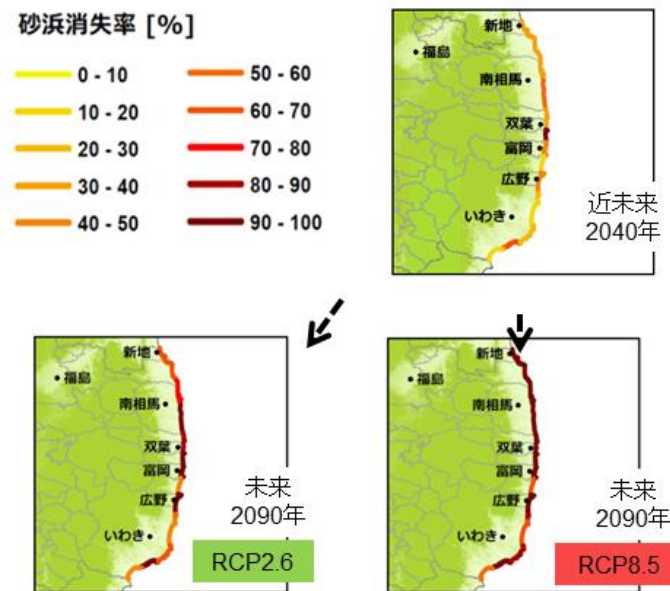 砂浜消失率 [%]
0 - 10
10 - 20
20 - 30
30 - 40
40 - 50
50 - 60
60 - 70
70 - 80
80 - 90
90 - 100
新地
福島
南相馬
双葉
富岡
広野
いわき
近未来
2040年
新地
福島
南相馬
双葉
富岡
広野
いわき
未来
2090年
RCP2.6
新地
福島
南相馬
双葉
富岡
広野
いわき
未来
2090年
RCP8.5